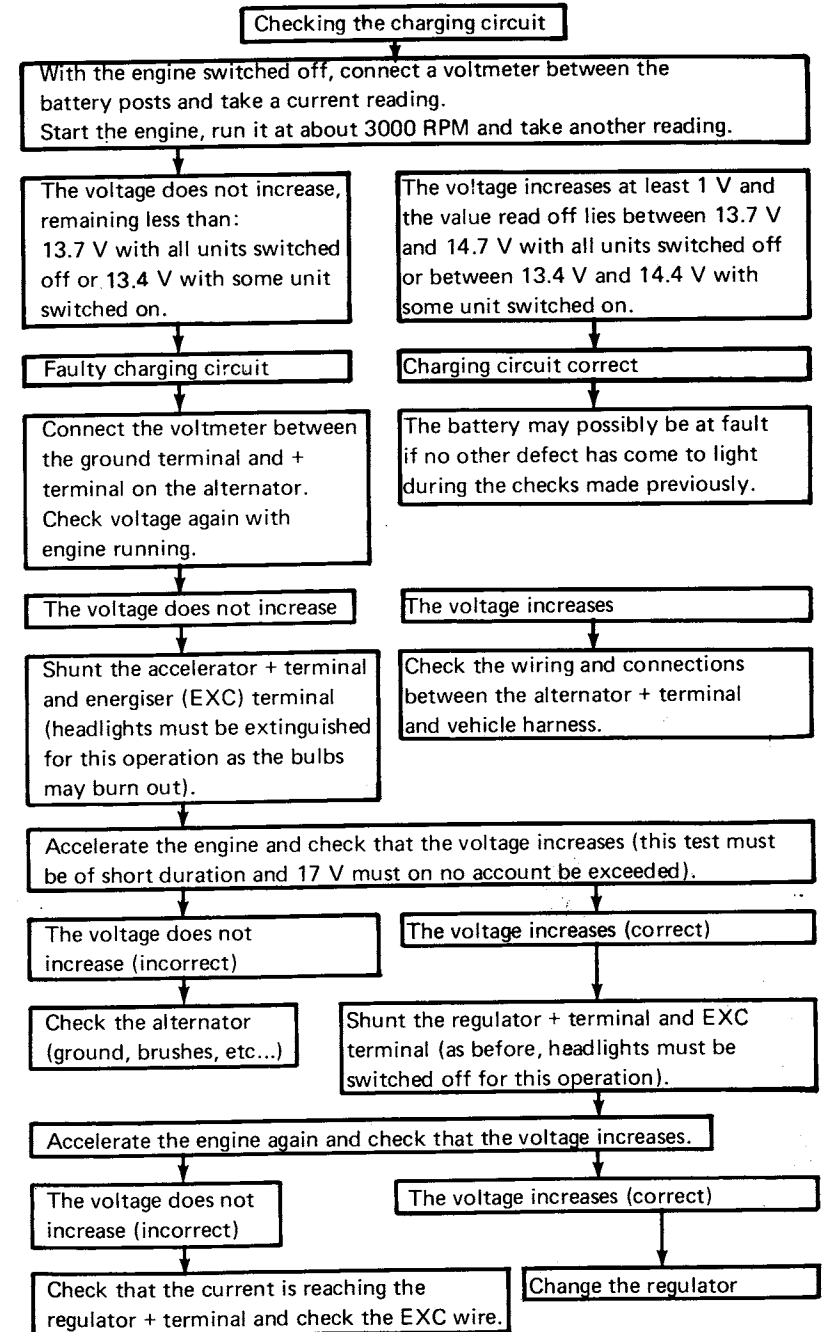 Checking the charging circuit
With the engine switched off, connect a voltmeter between the
battery posts and take a current reading.
Start the engine, run it at about 3000 RPM and take another reading.
The voltage does not increase,
remaining less than:
13.7 V with all units switched
off or 13.4 V with some unit
switched on.
The voltage increases at least 1 V and
the value read off lies between 13.7 V
and 14.7 V with all units switched off
or between 13.4 V and 14.4 V with
some unit switched on.
Faulty charging circuit
Charging circuit correct
Connect the voltmeter between
the ground terminal and +
terminal on the alternator.
Check voltage again with
engine running.
The battery may possibly be at fault
if no other defect has come to light
during the checks made previously.
The voltage does not increase
The voltage increases
Shunt the accelerator + terminal
and energiser (EXC) terminal
(headlights must be extinguished
for this operation as the bulbs
may burn out).
Check the wiring and connections
between the alternator + terminal
and vehicle harness.
Accelerate the engine and check that the voltage increases (this test must
be of short duration and 17 V must on no account be exceeded).
The voltage does not
increase (incorrect)
The voltage increases (correct)
Check the alternator
(ground, brushes, etc...)
Shunt the regulator + terminal and EXC
terminal (as before, headlights must be
switched off for this operation).
Accelerate the engine again and check that the voltage increases.
The voltage does not
increase (incorrect)
The voltage increases (correct)
Check that the current is reaching the
regulator + terminal and check the EXC wire.
Change the regulator